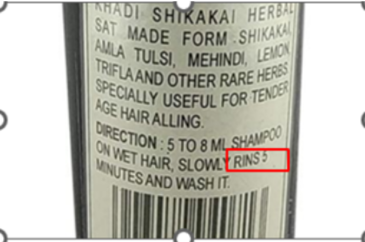 KHADI SHIKAKAI HERBAL
SAT MADE FORM SHIKAKAI,
AMLA TULSI, MEHINDI, LEMON,
TRIFLA AND OTHER RARE HERBS
SPECIALLY USEFUL FOR TENDER
AGE HAIR ALLING.
DIRECTION : 5 TO 8 ML SHAMPOO
ON WET HAIR, SLOWLY RINS 5
MINUTES AND WASH IT.